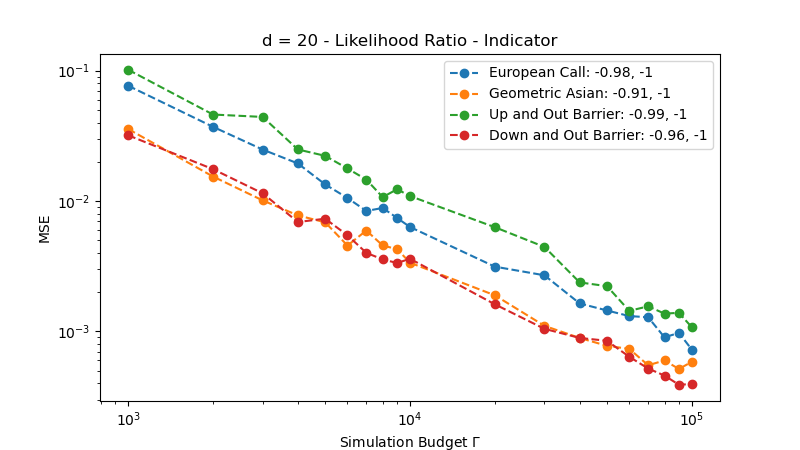 d = 20 - Likelihood Ratio - Indicator
European Call: -0.98, -1
Geometric Asian: -0.91, -1
Up and Out Barrier: -0.99, -1
Down and Out Barrier: -0.96, -1
MSE
10⁻¹
10⁻²
10⁻³
10³
10⁴
10⁵
Simulation Budget Γ